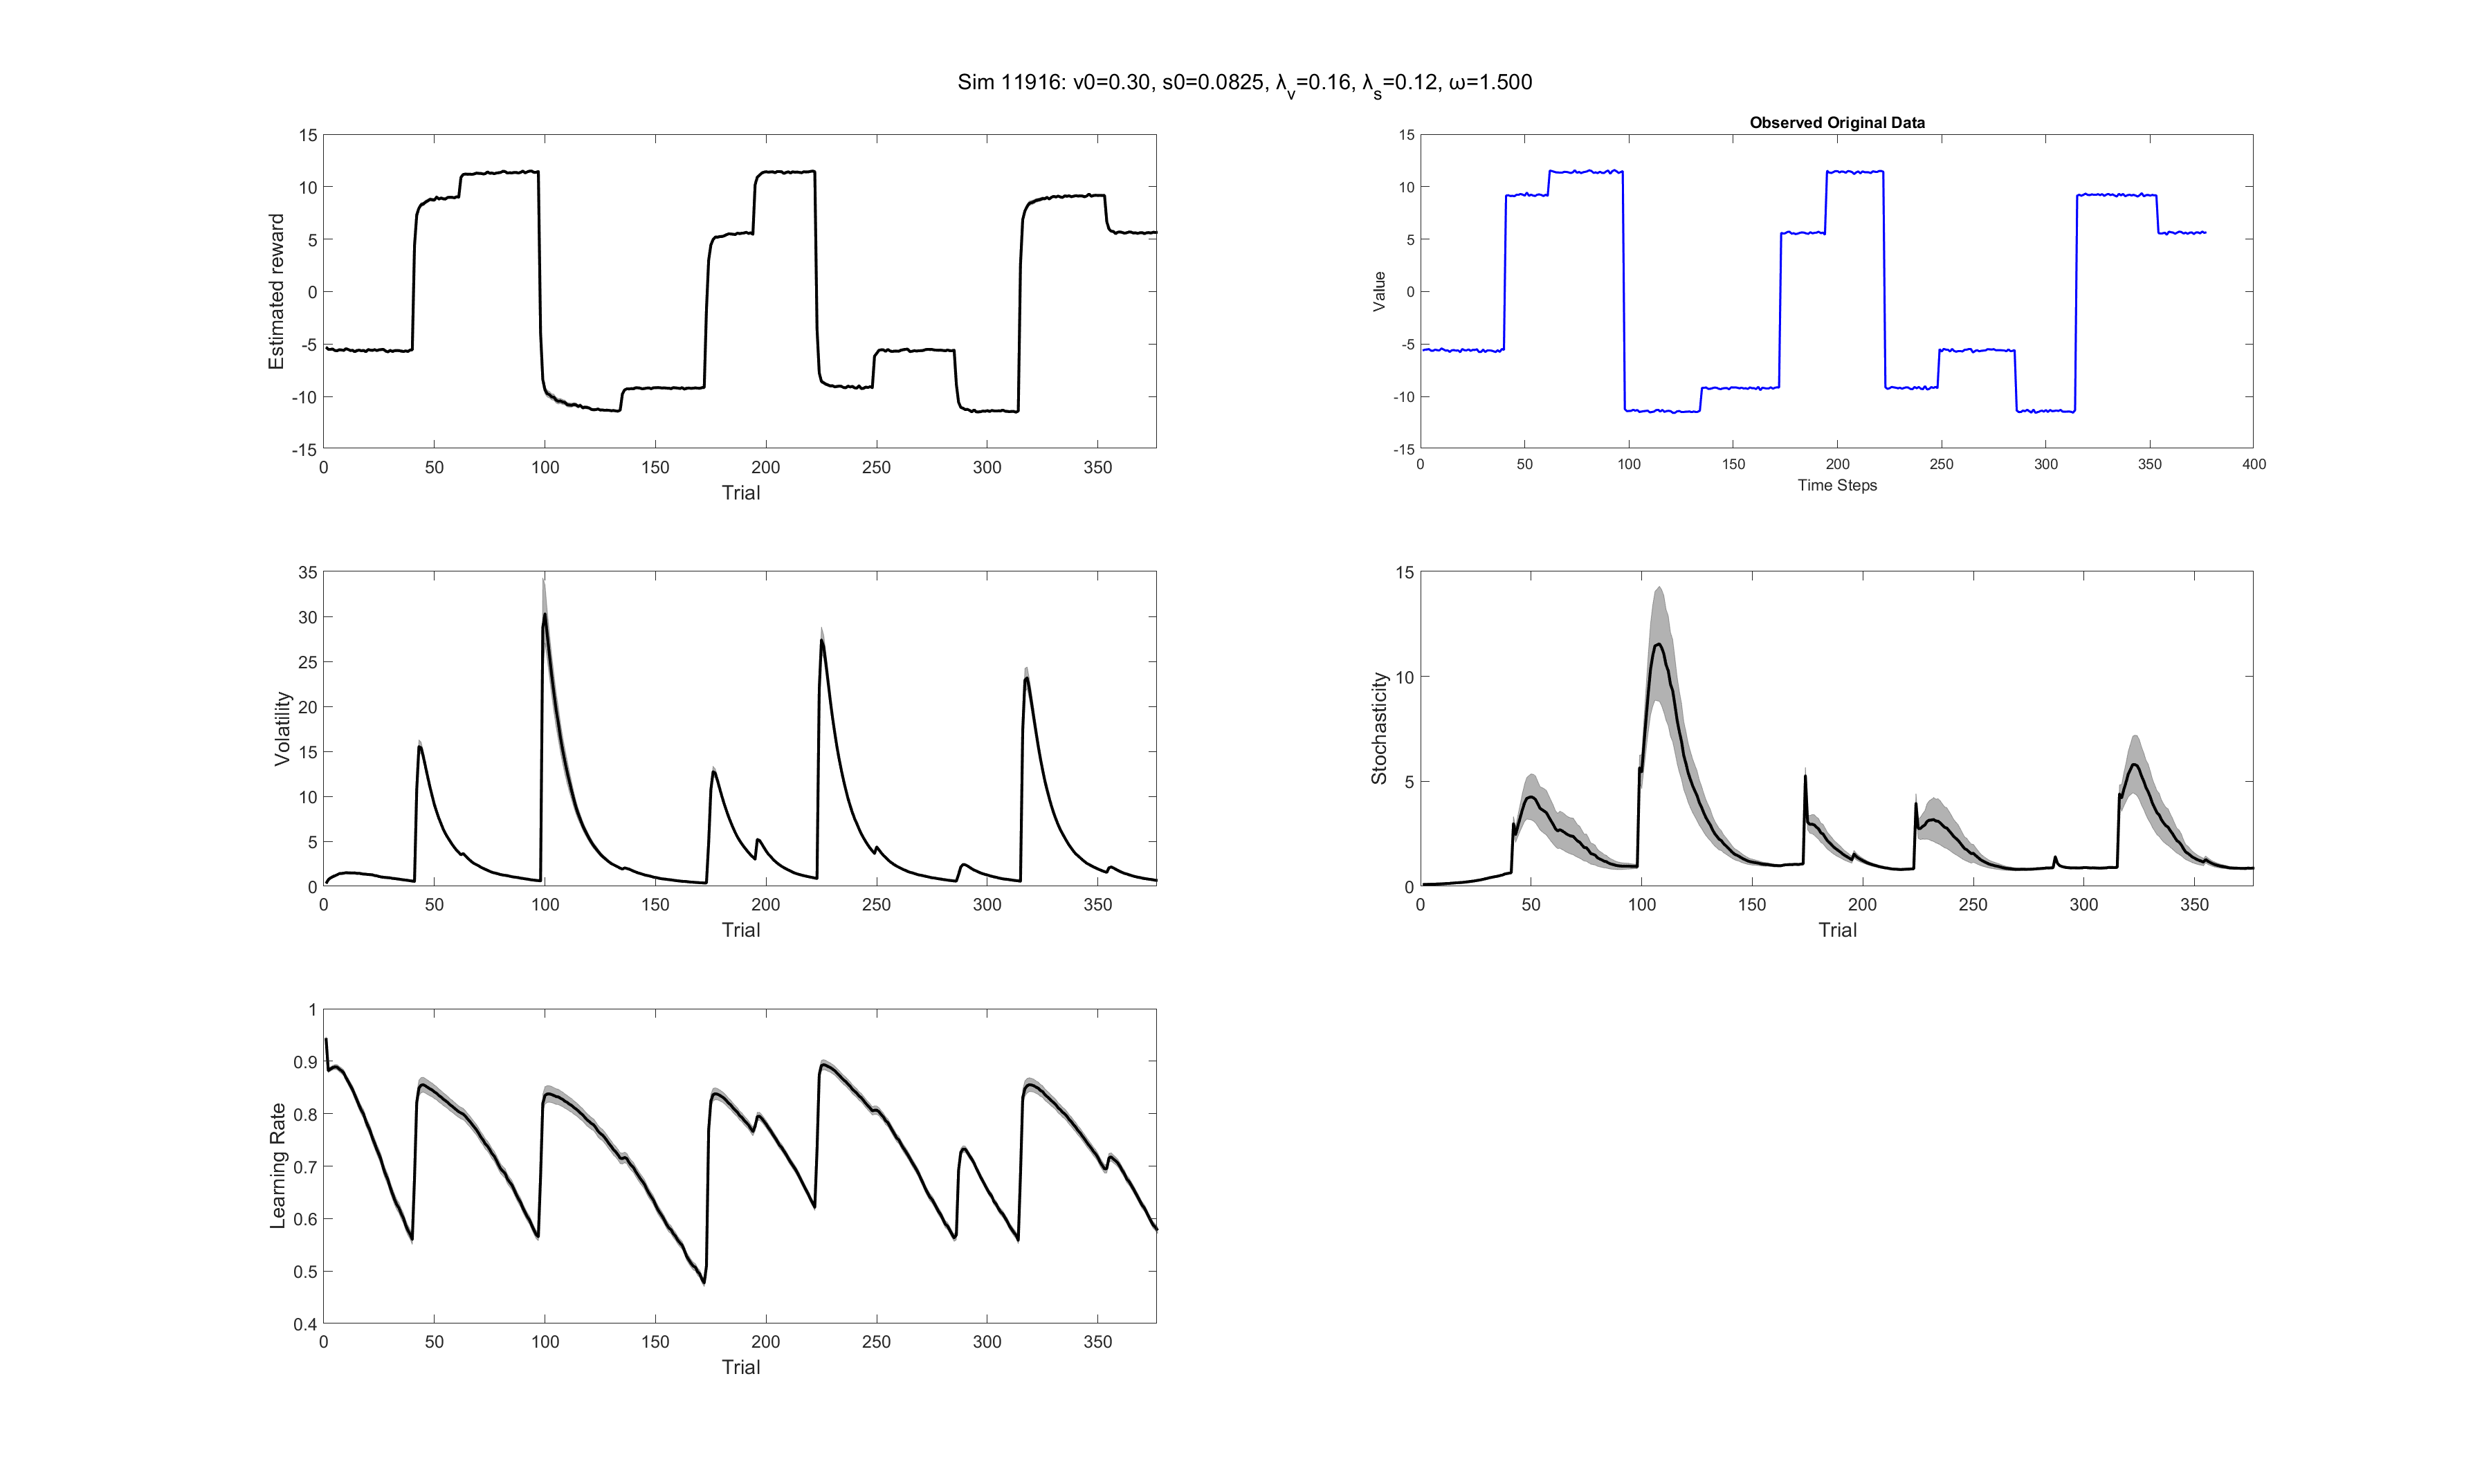 Sim 11916: v0=0.30, s0=0.0825, λv=0.16, λs=0.12, ω=1.500
15
10
5
0
-5
-10
-15
Estimated reward
0 50 100 150 200 250 300 350
Trial
Observed Original Data
15
10
5
0
-5
-10
-15
Value
0 50 100 150 200 250 300 350 400
Time Steps
35
30
25
20
15
10
5
0
Volatility
0 50 100 150 200 250 300 350
Trial
15
10
5
0
Stochasticity
0 50 100 150 200 250 300 350
Trial
1
0.9
0.8
0.7
0.6
0.5
0.4
Learning Rate
0 50 100 150 200 250 300 350
Trial